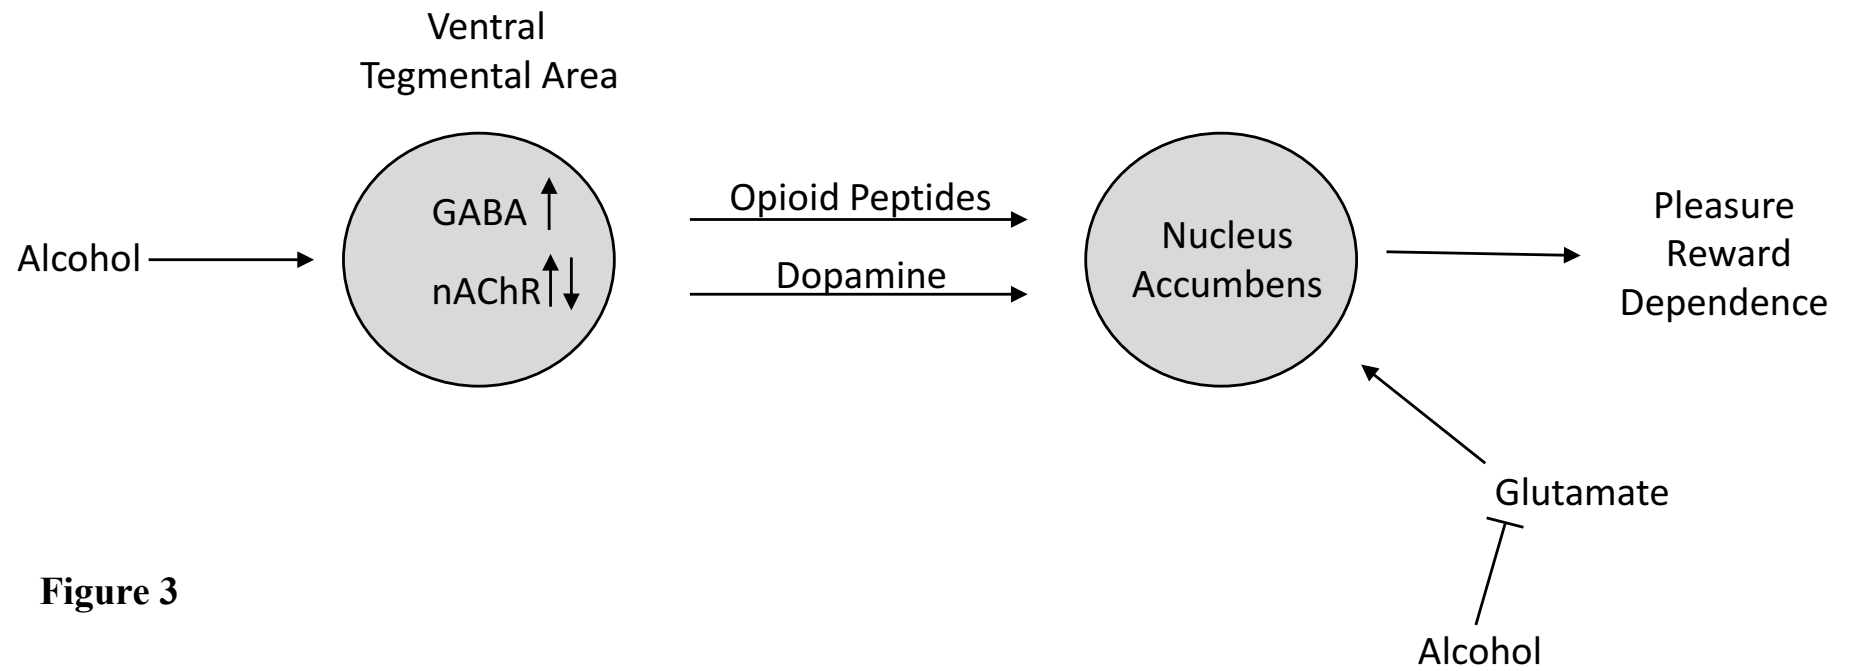 Ventral
Tegmental Area
Alcohol
GABA
nAChR
Opioid Peptides
Dopamine
Nucleus
Accumbens
Pleasure
Reward
Dependence
Glutamate
Alcohol
Figure 3